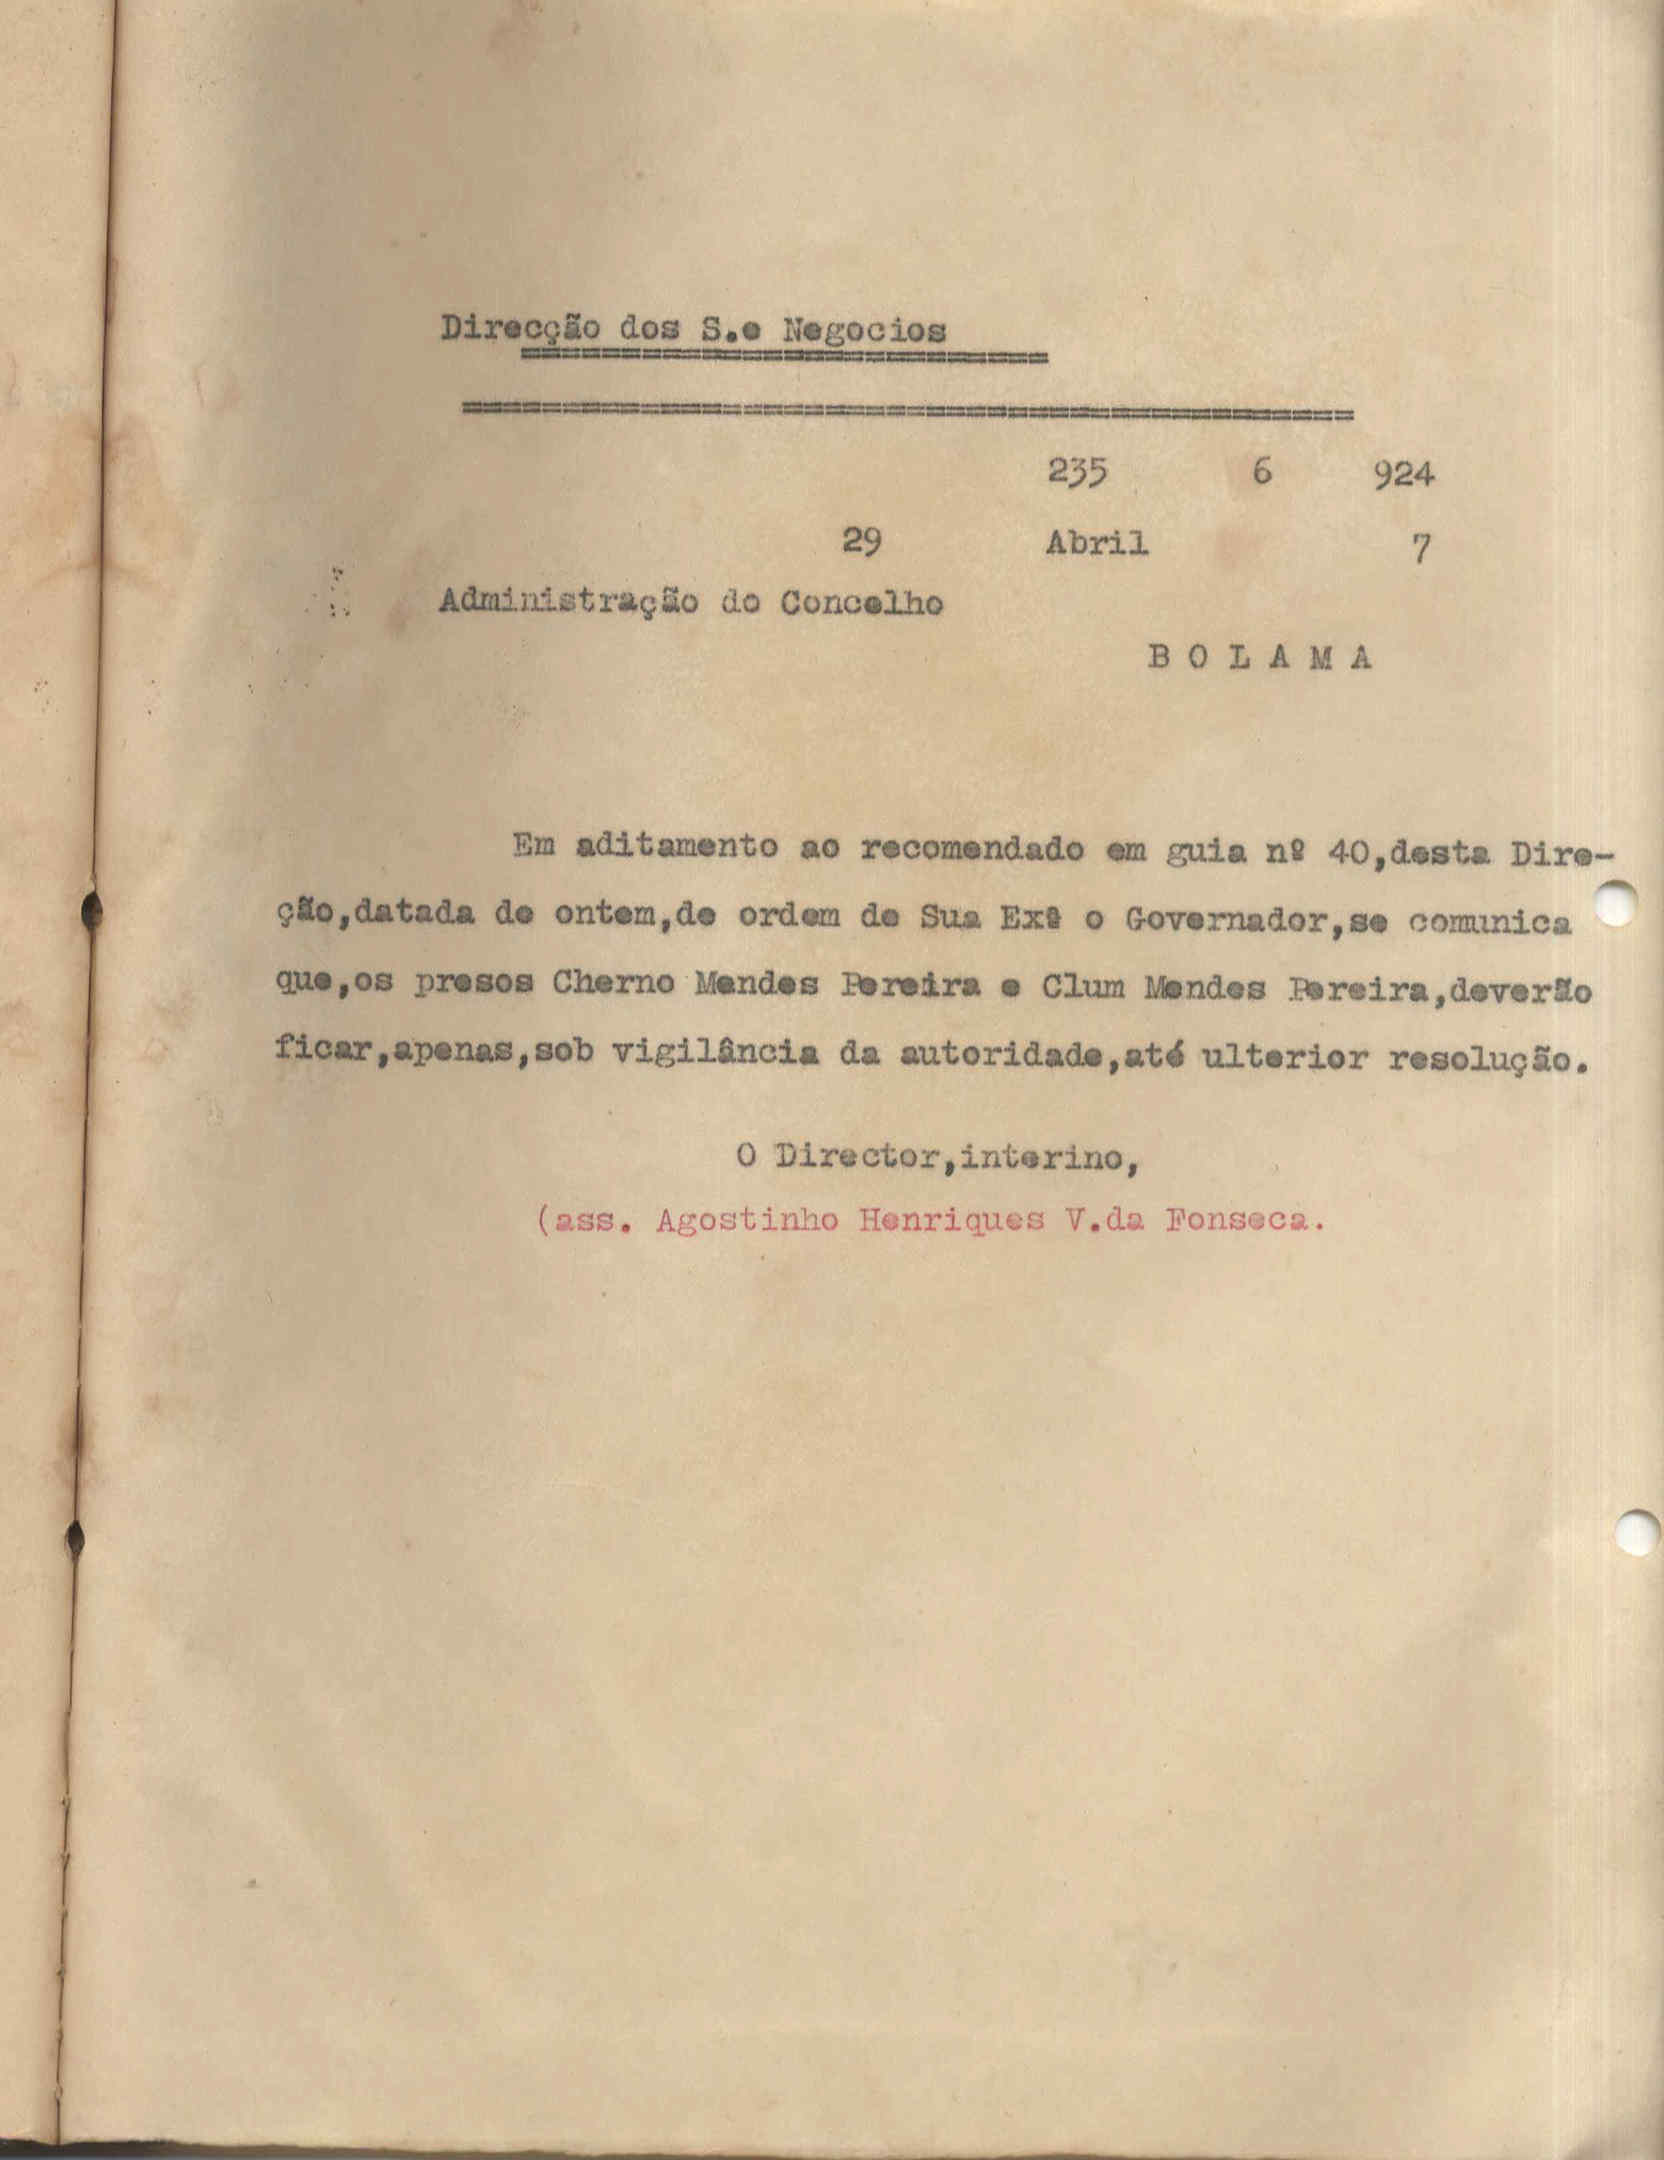 Direcção dos S.e Negocios
235 6 924
29 Abril 7
Administração do Concelho
B O L A M A
Em aditamento ao recomendado em guia nº 40,desta Dire-
ção,datada de ontem,de ordem de Sua Exª o Governador,se comunica
que,os presos Cherno Mendes Pereira e Clum Mendes Pereira,deverão
ficar,apenas,sob vigilância da autoridade,até ulterior resolução.
O Director,interino,
(ass. Agostinho Henriques V.da Fonseca.